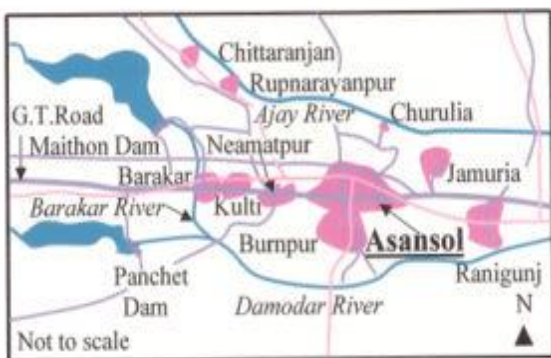 Chittaranjan
Rupnarayanpur
G.T.Road
Ajay River
Churulia
Maithon Dam
Neamatpur
Barakar
Jamuria
Barakar River
Kulti
Burnpur
Asansol
Panchet
Dam
Ranigunj
Damodar River
N
Not to scale